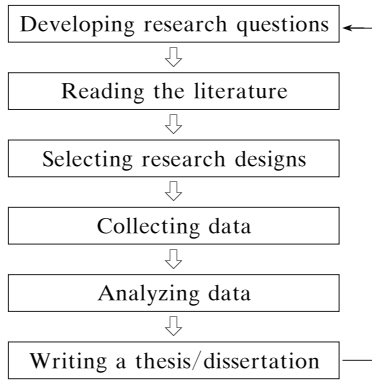 Developing research questions
Reading the literature
Selecting research designs
Collecting data
Analyzing data
Writing a thesis/dissertation